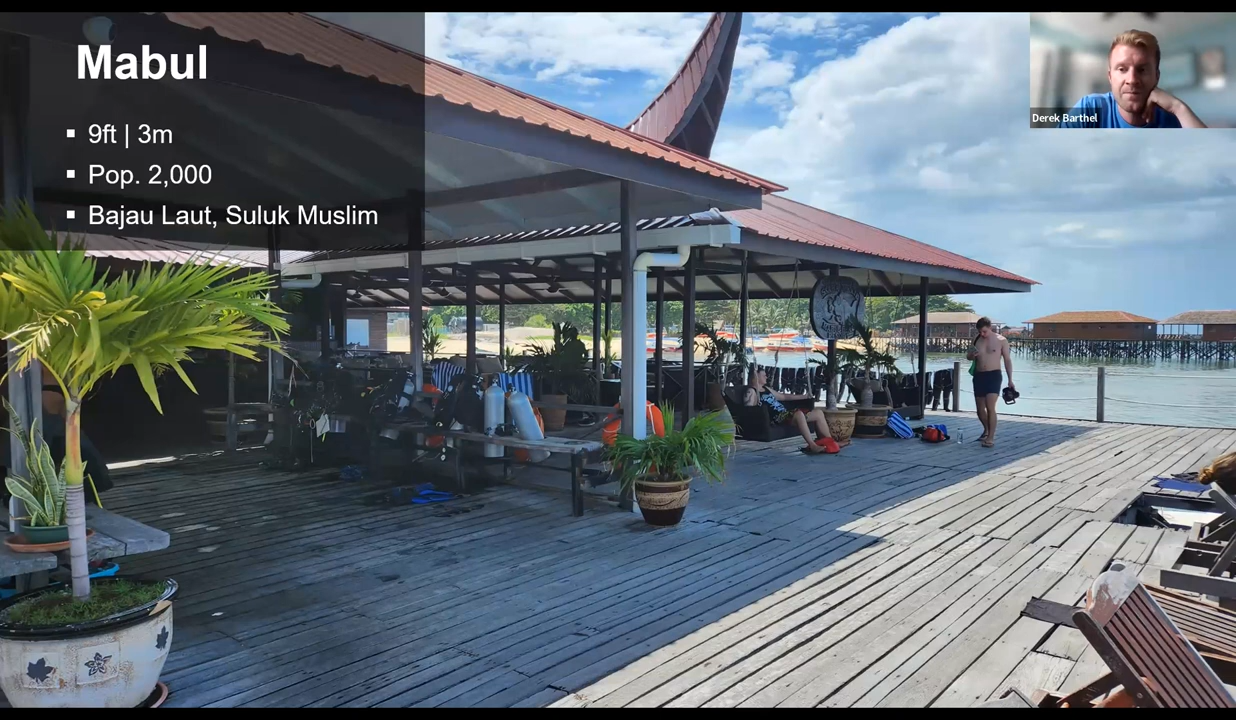 Mabul
9ft | 3m
Pop. 2,000
Bajau Laut, Suluk Muslim
Derek Barthel